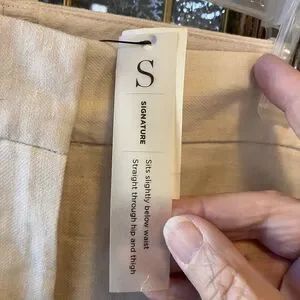 S
SIGNATURE
Sits slightly below waist
Straight through hip and thigh